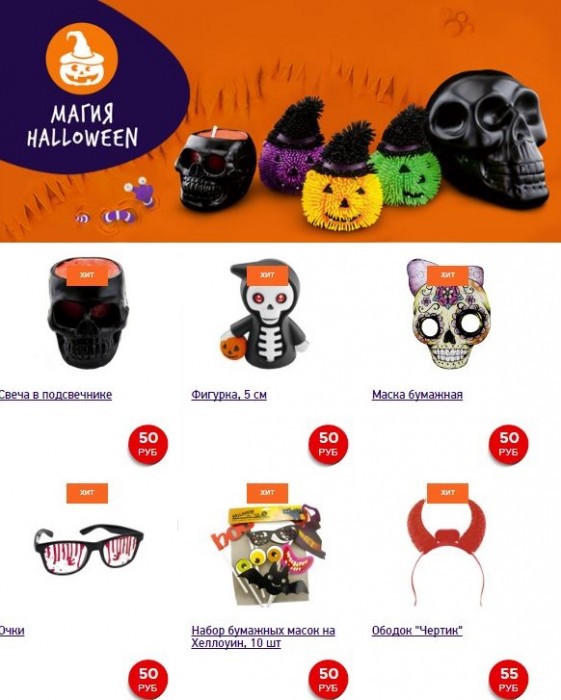 МАГИЯ
HALLOWEEN
ХИТ
ХИТ
ХИТ
Свеча в подсвечнике
Фигурка, 5 см
Маска бумажная
50
РУБ
50
РУБ
50
РУБ
ХИТ
ХИТ
ХИТ
Очки
Набор бумажных масок на
Хеллоуин, 10 шт
Ободок "Чертик"
50
РУБ
50
РУБ
55
РУБ